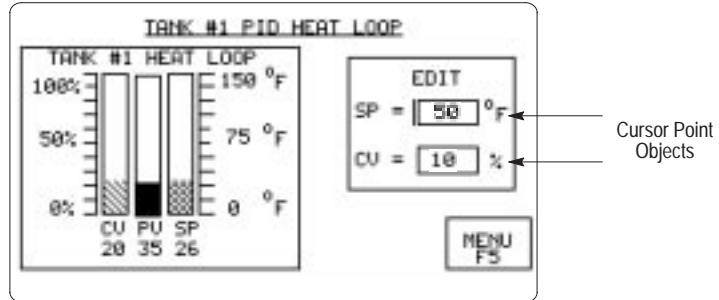 TANK #1 PID HEAT LOOP
TANK #1 HEAT LOOP
100% 150 °F
50% 75 °F
0% 0 °F
CV PV SP
20 35 26
EDIT
SP = 50 °F
CV = 10 %
MENU
F5
Cursor Point
Objects